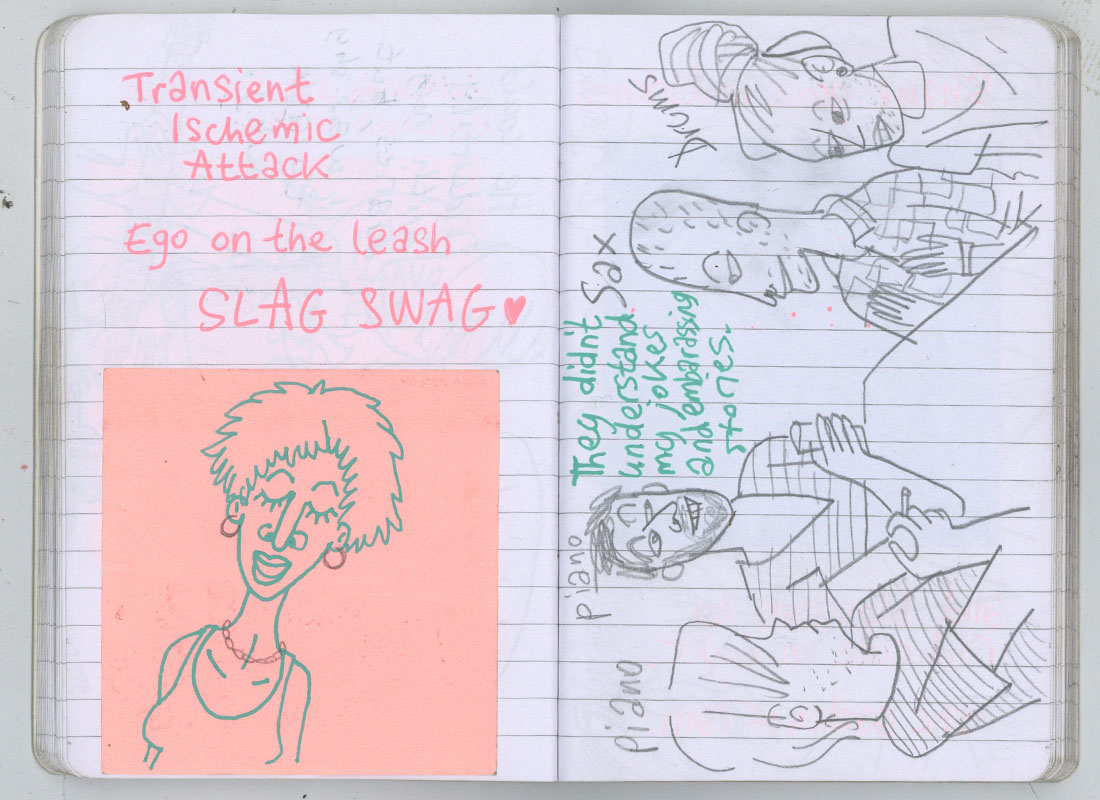 Transient
Ischemic
Attack
Ego on the leash
SLAG SWAG♥
piano
piano
They didn't
understand
my jokes
and embarassing
stories.
Sax
drums